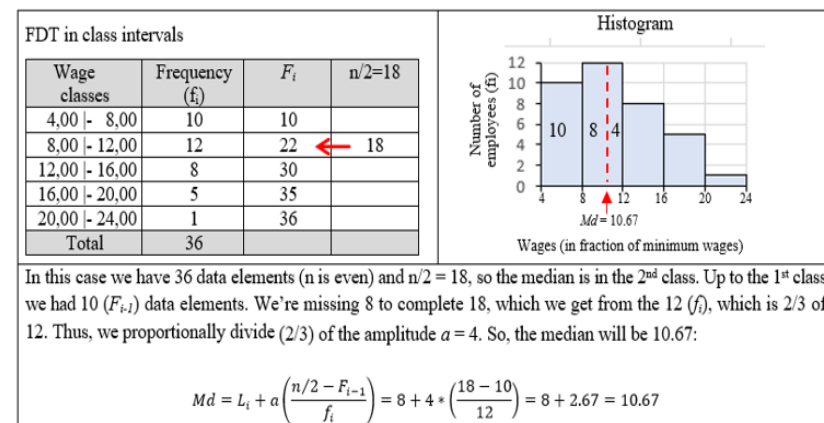 FDT in class intervals
Wage classes Frequency (fᵢ) Fᵢ n/2=18
4,00 |- 8,00 10 10
8,00 |- 12,00 12 22 18
12,00 |- 16,00 8 30
16,00 |- 20,00 5 35
20,00 |- 24,00 1 36
Total 36
Histogram
Number of employees (fi)
12
10
8
6
4
2
0
10 8 4
4 8 12 16 20 24
Md = 10.67
Wages (in fraction of minimum wages)
In this case we have 36 data elements (n is even) and n/2 = 18, so the median is in the 2nd class. Up to the 1st class
we had 10 (Fi-1) data elements. We're missing 8 to complete 18, which we get from the 12 (fi), which is 2/3 of
12. Thus, we proportionally divide (2/3) of the amplitude a = 4. So, the median will be 10.67:
Md = Lᵢ + a((n/2 − Fᵢ₋₁)/fᵢ) = 8 + 4 * ((18 − 10)/12) = 8 + 2.67 = 10.67